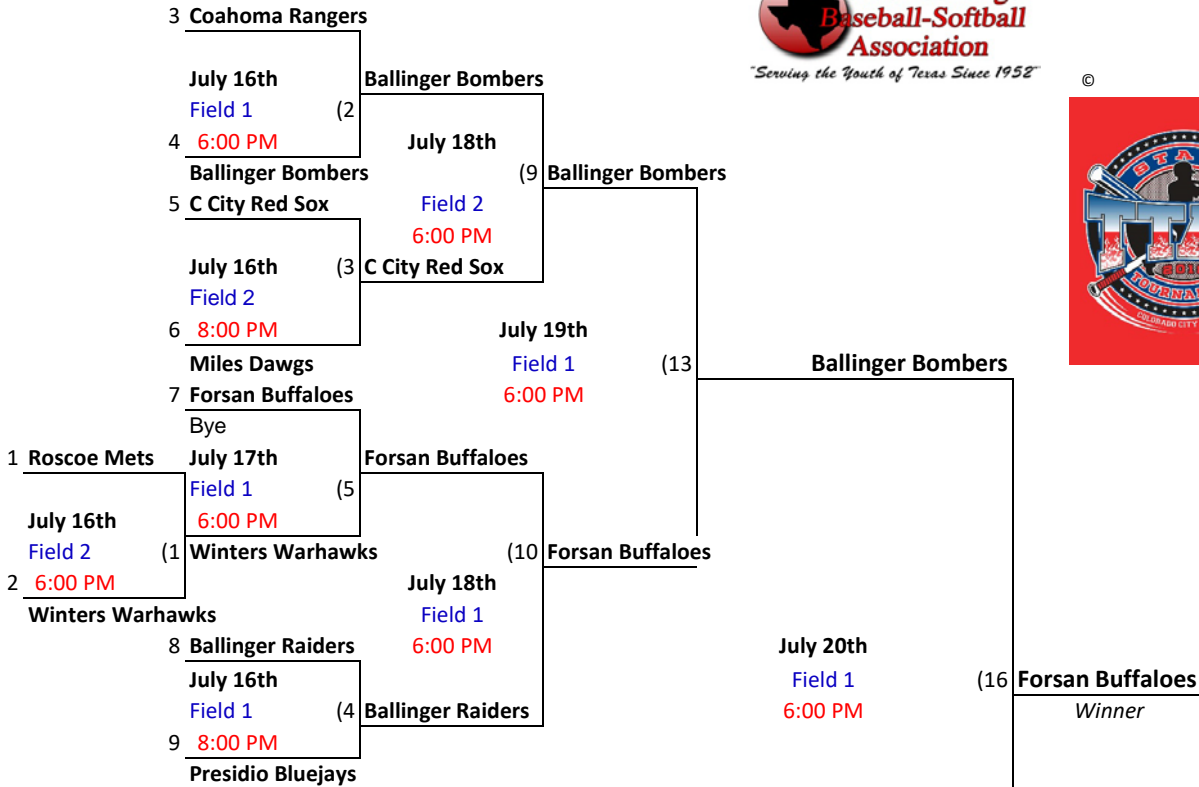 3 Coahoma Rangers
Baseball-Softball
Association
"Serving the Youth of Texas Since 1952"
©
July 16th
Ballinger Bombers
Field 1 (2
4 6:00 PM
July 18th
Ballinger Bombers
(9 Ballinger Bombers
5 C City Red Sox
Field 2
6:00 PM
July 16th (3 C City Red Sox
Field 2
6 8:00 PM
July 19th
Miles Dawgs
Field 1 (13
Ballinger Bombers
7 Forsan Buffaloes
6:00 PM
Bye
1 Roscoe Mets
July 17th
Forsan Buffaloes
Field 1 (5
July 16th
6:00 PM
Field 2 (1 Winters Warhawks
(10 Forsan Buffaloes
2 6:00 PM
July 18th
Winters Warhawks
Field 1
8 Ballinger Raiders
6:00 PM
July 20th
July 16th
Field 1 (16 Forsan Buffaloes
Field 1 (4 Ballinger Raiders
6:00 PM
Winner
9 8:00 PM
Presidio Bluejays
COLORADO CITY